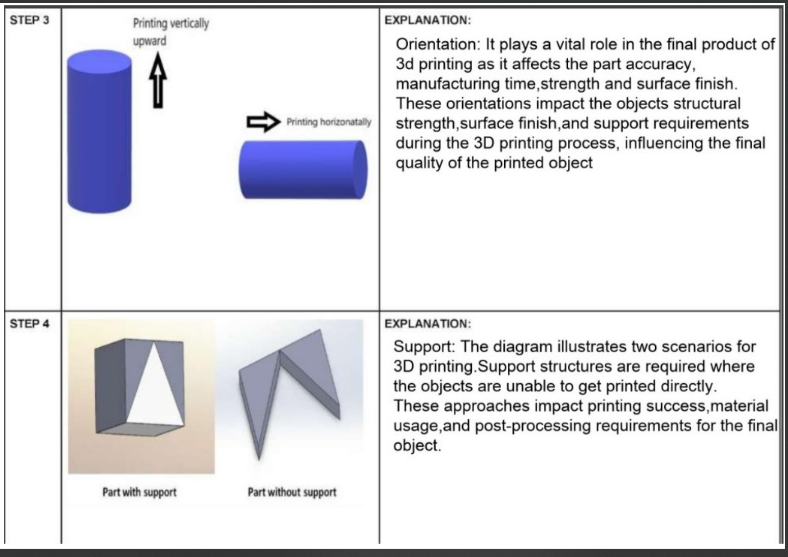 STEP 3
Printing vertically
upward
Printing horizonatally
EXPLANATION:
Orientation: It plays a vital role in the final product of
3d printing as it affects the part accuracy,
manufacturing time,strength and surface finish.
These orientations impact the objects structural
strength,surface finish,and support requirements
during the 3D printing process, influencing the final
quality of the printed object
STEP 4
Part with support
Part without support
EXPLANATION:
Support: The diagram illustrates two scenarios for
3D printing.Support structures are required where
the objects are unable to get printed directly.
These approaches impact printing success,material
usage,and post-processing requirements for the final
object.